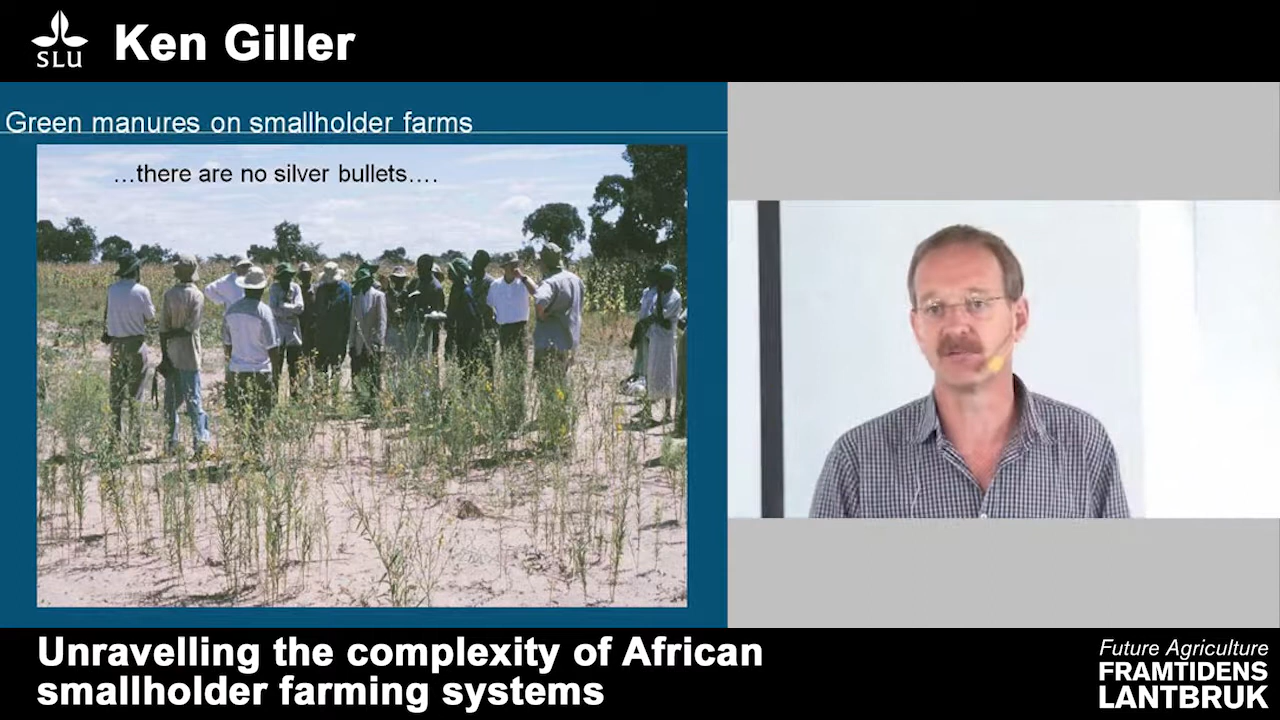 SLU
Ken Giller
Green manures on smallholder farms
…there are no silver bullets….
Unravelling the complexity of African
smallholder farming systems
Future Agriculture
FRAMTIDENS
LANTBRUK